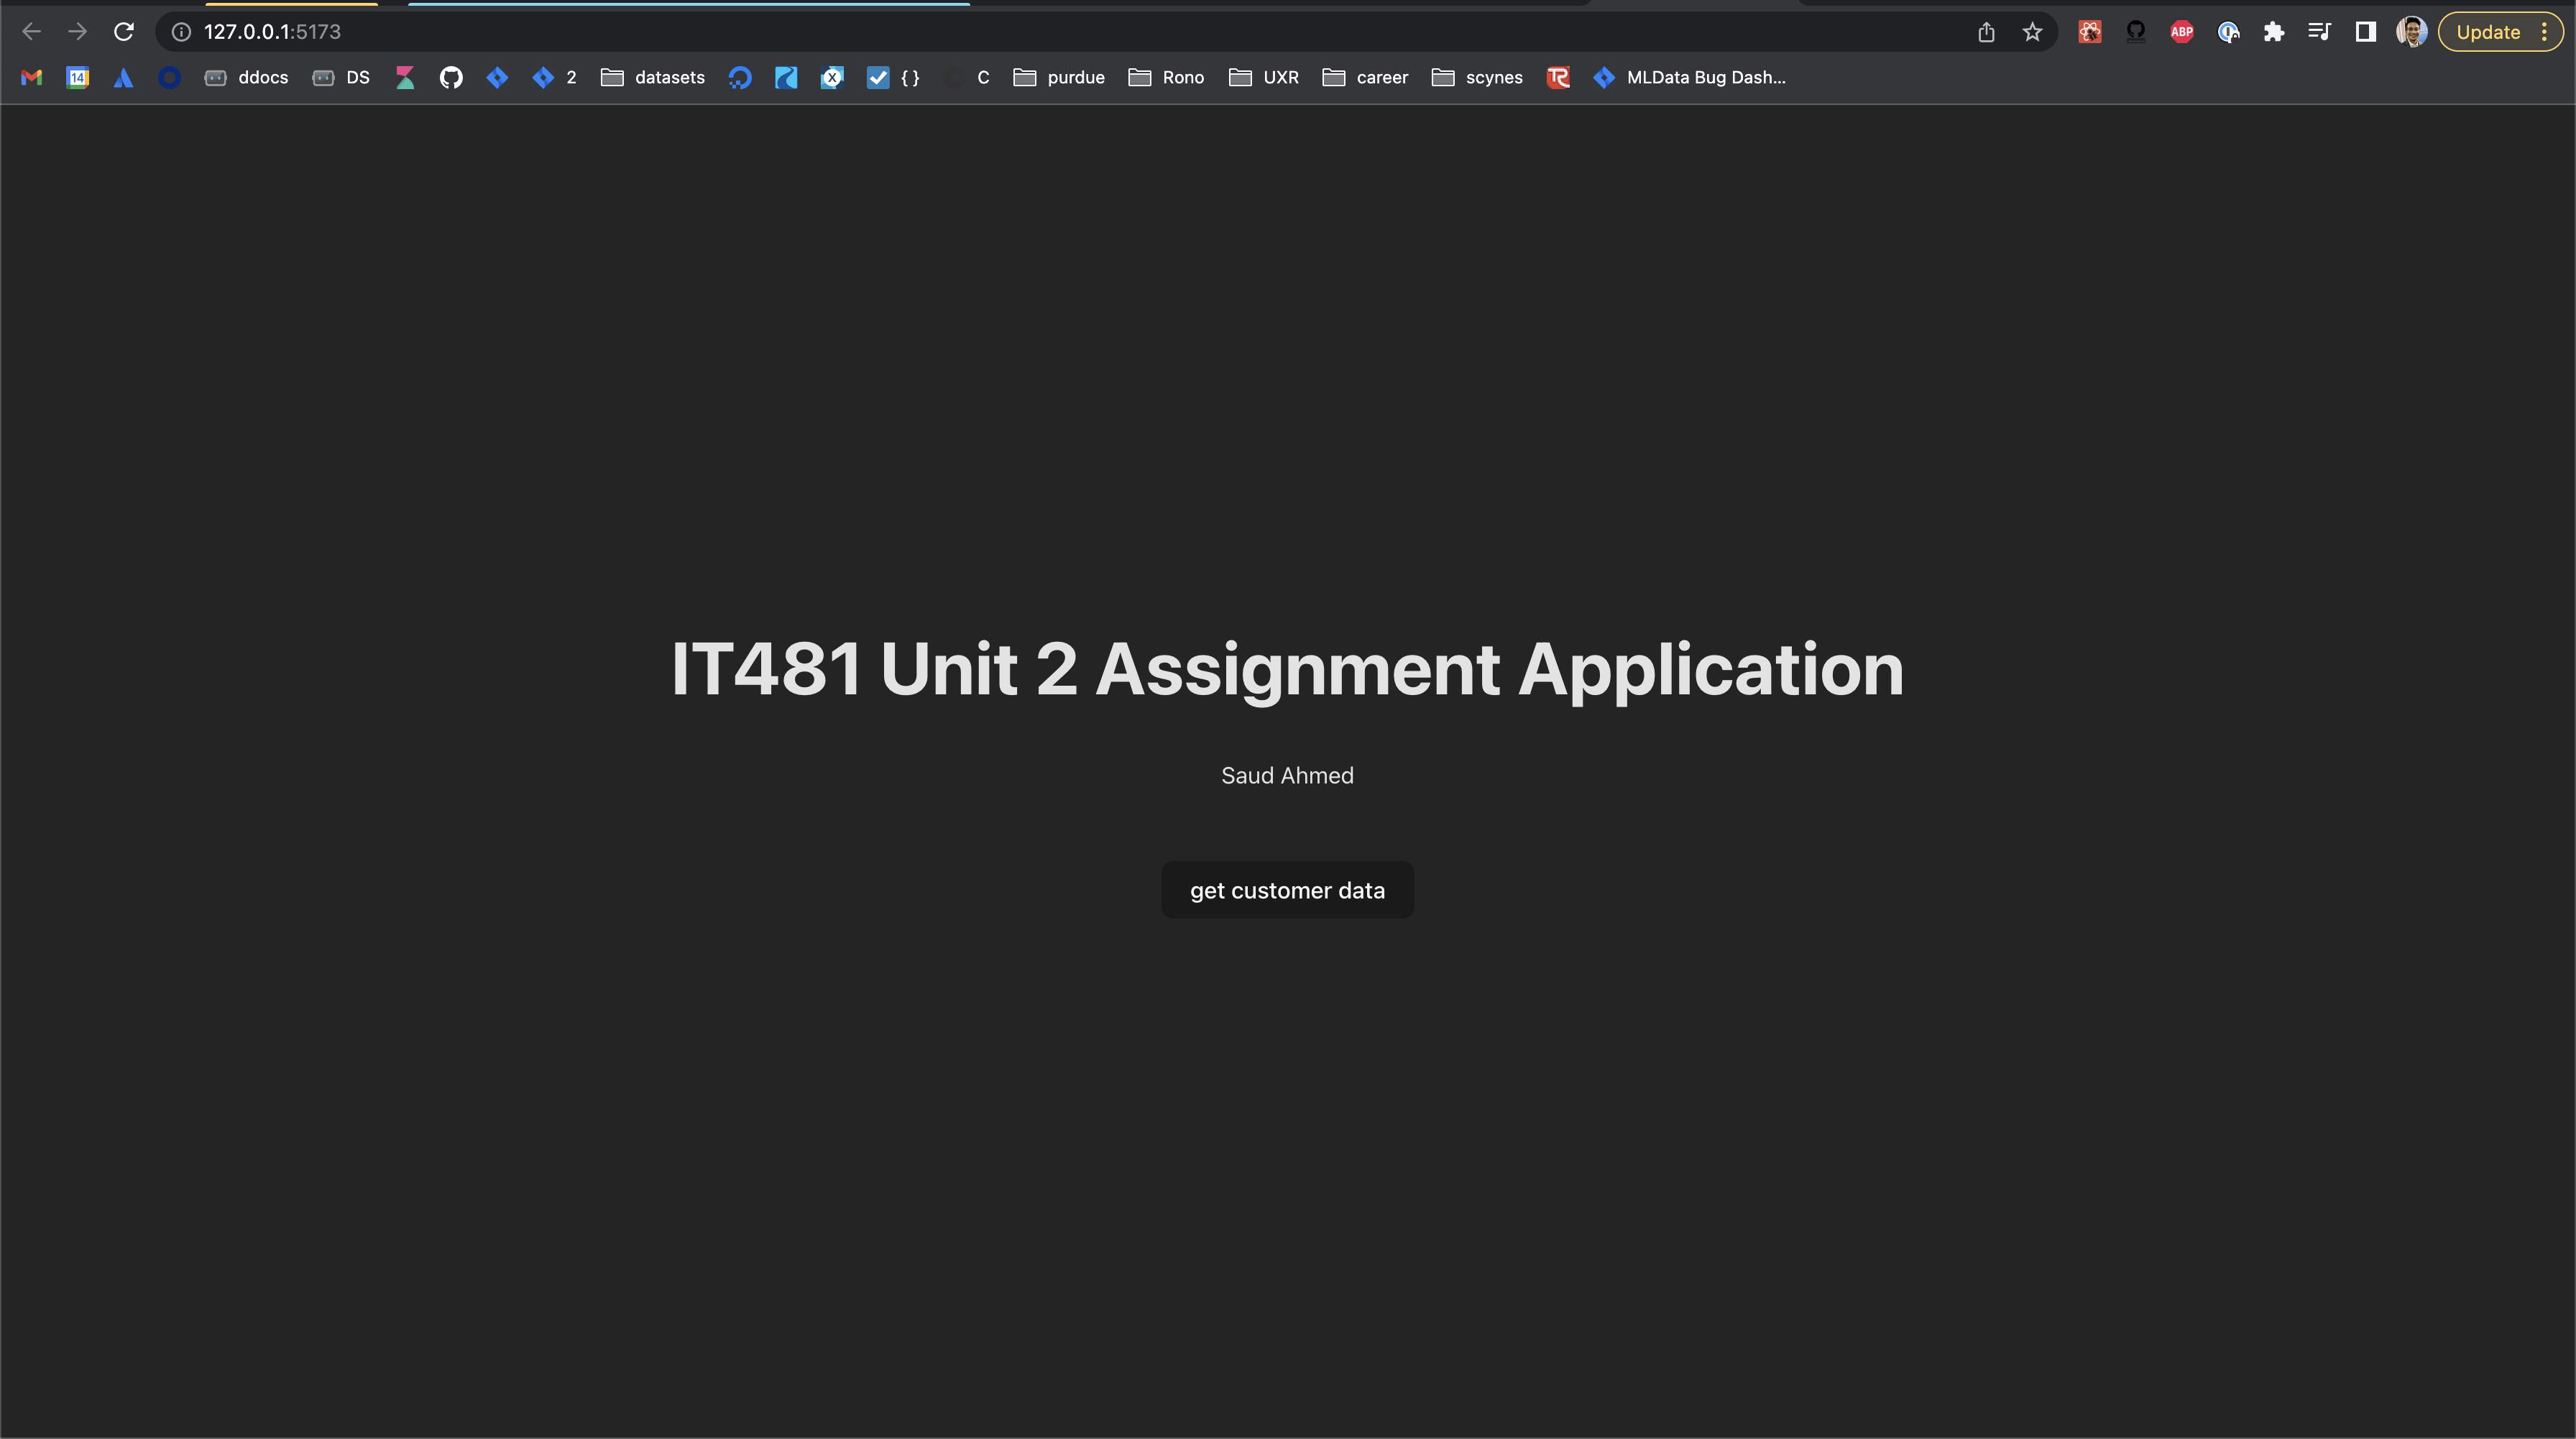 127.0.0.1:5173
ABP
Update
14
ddocs
DS
2
datasets
X
{ }
C
purdue
Rono
UXR
career
scynes
TR
MLData Bug Dash...
IT481 Unit 2 Assignment Application
Saud Ahmed
get customer data